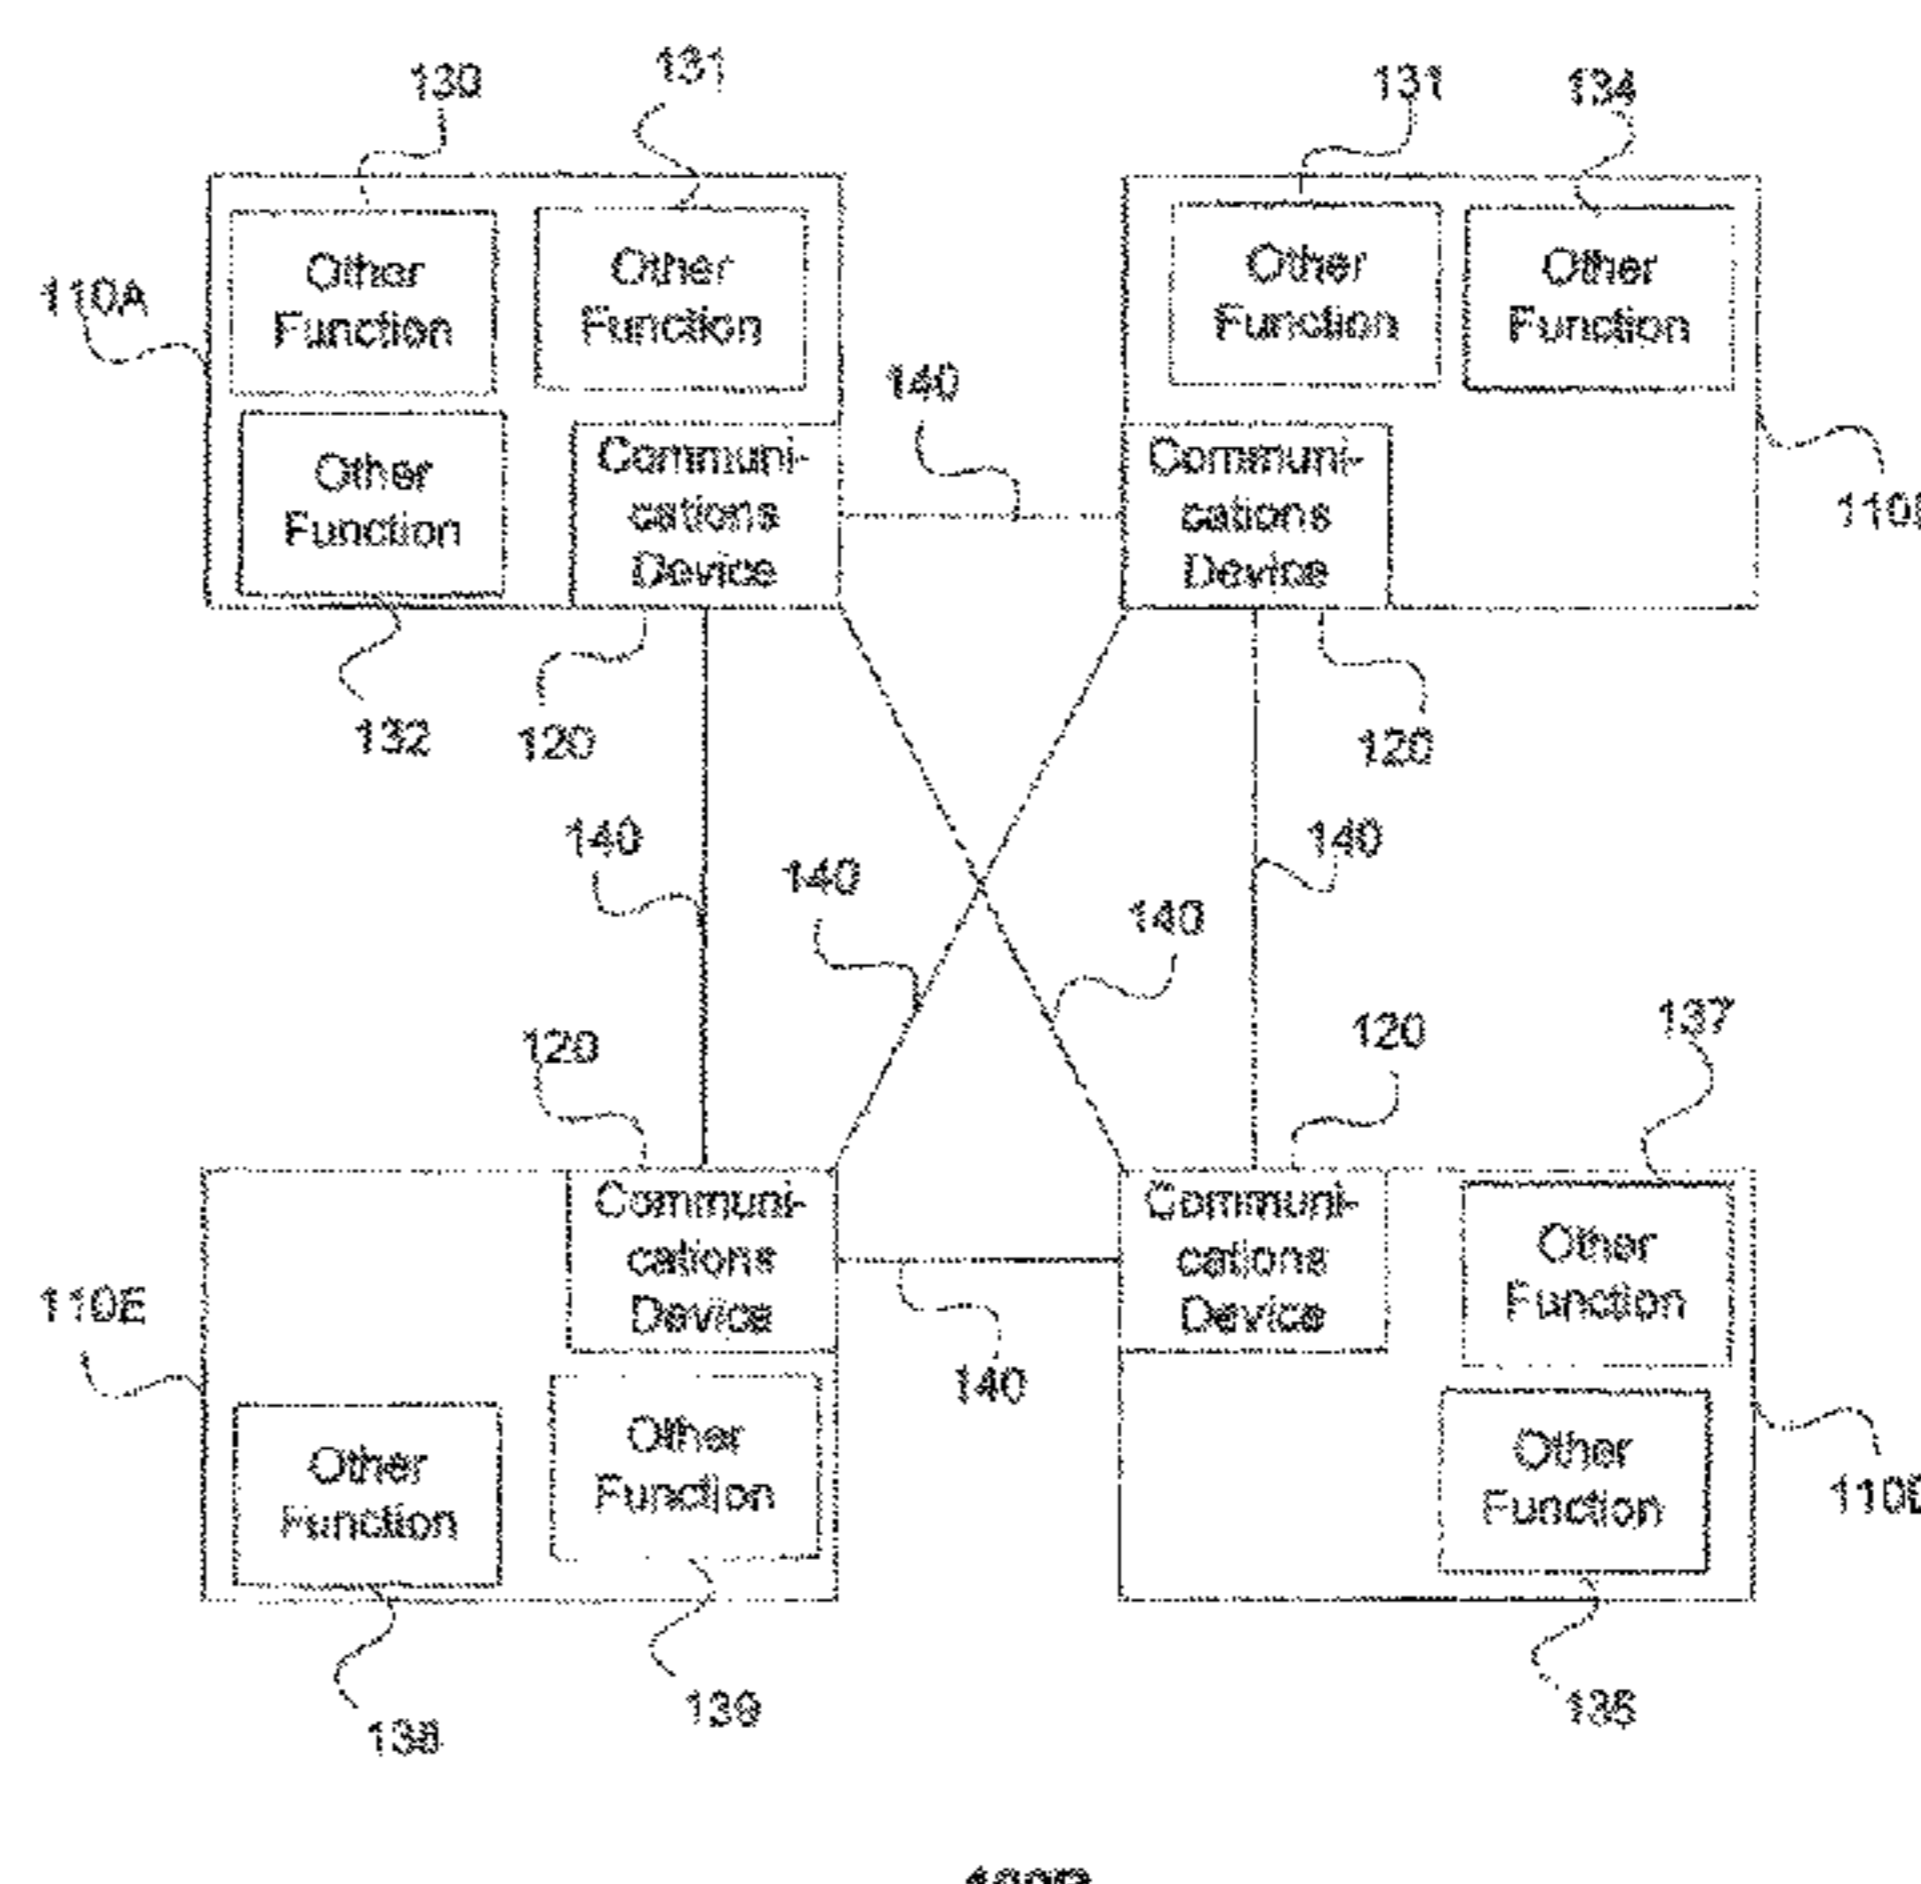 130
131
131
134
Other
Function
Other
Function
Other
Function
Other
Function
110A
140
Other
Function
Communi-
cations
Device
Communi-
cations
Device
132
120
120
140
140
140
140
120
120
137
Communi-
cations
Device
Communi-
cations
Device
Other
Function
110E
140
Other
Function
Other
Function
Other
Function
139